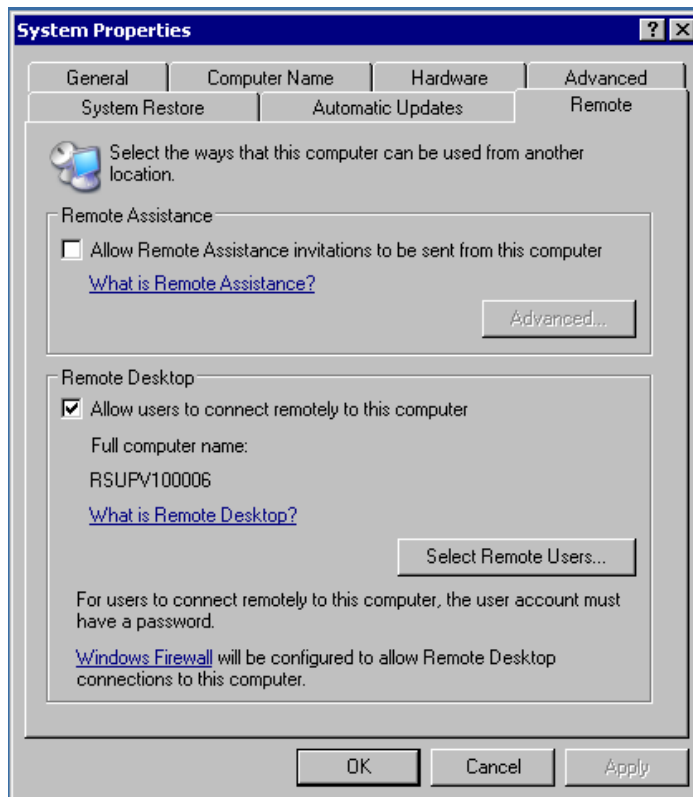 System Properties
General
Computer Name
Hardware
Advanced
System Restore
Automatic Updates
Remote
Select the ways that this computer can be used from another
location.
Remote Assistance
Allow Remote Assistance invitations to be sent from this computer
What is Remote Assistance?
Advanced...
Remote Desktop
Allow users to connect remotely to this computer
Full computer name:
RSUPV100006
What is Remote Desktop?
Select Remote Users...
For users to connect remotely to this computer, the user account must
have a password.
Windows Firewall will be configured to allow Remote Desktop
connections to this computer.
OK
Cancel
Apply